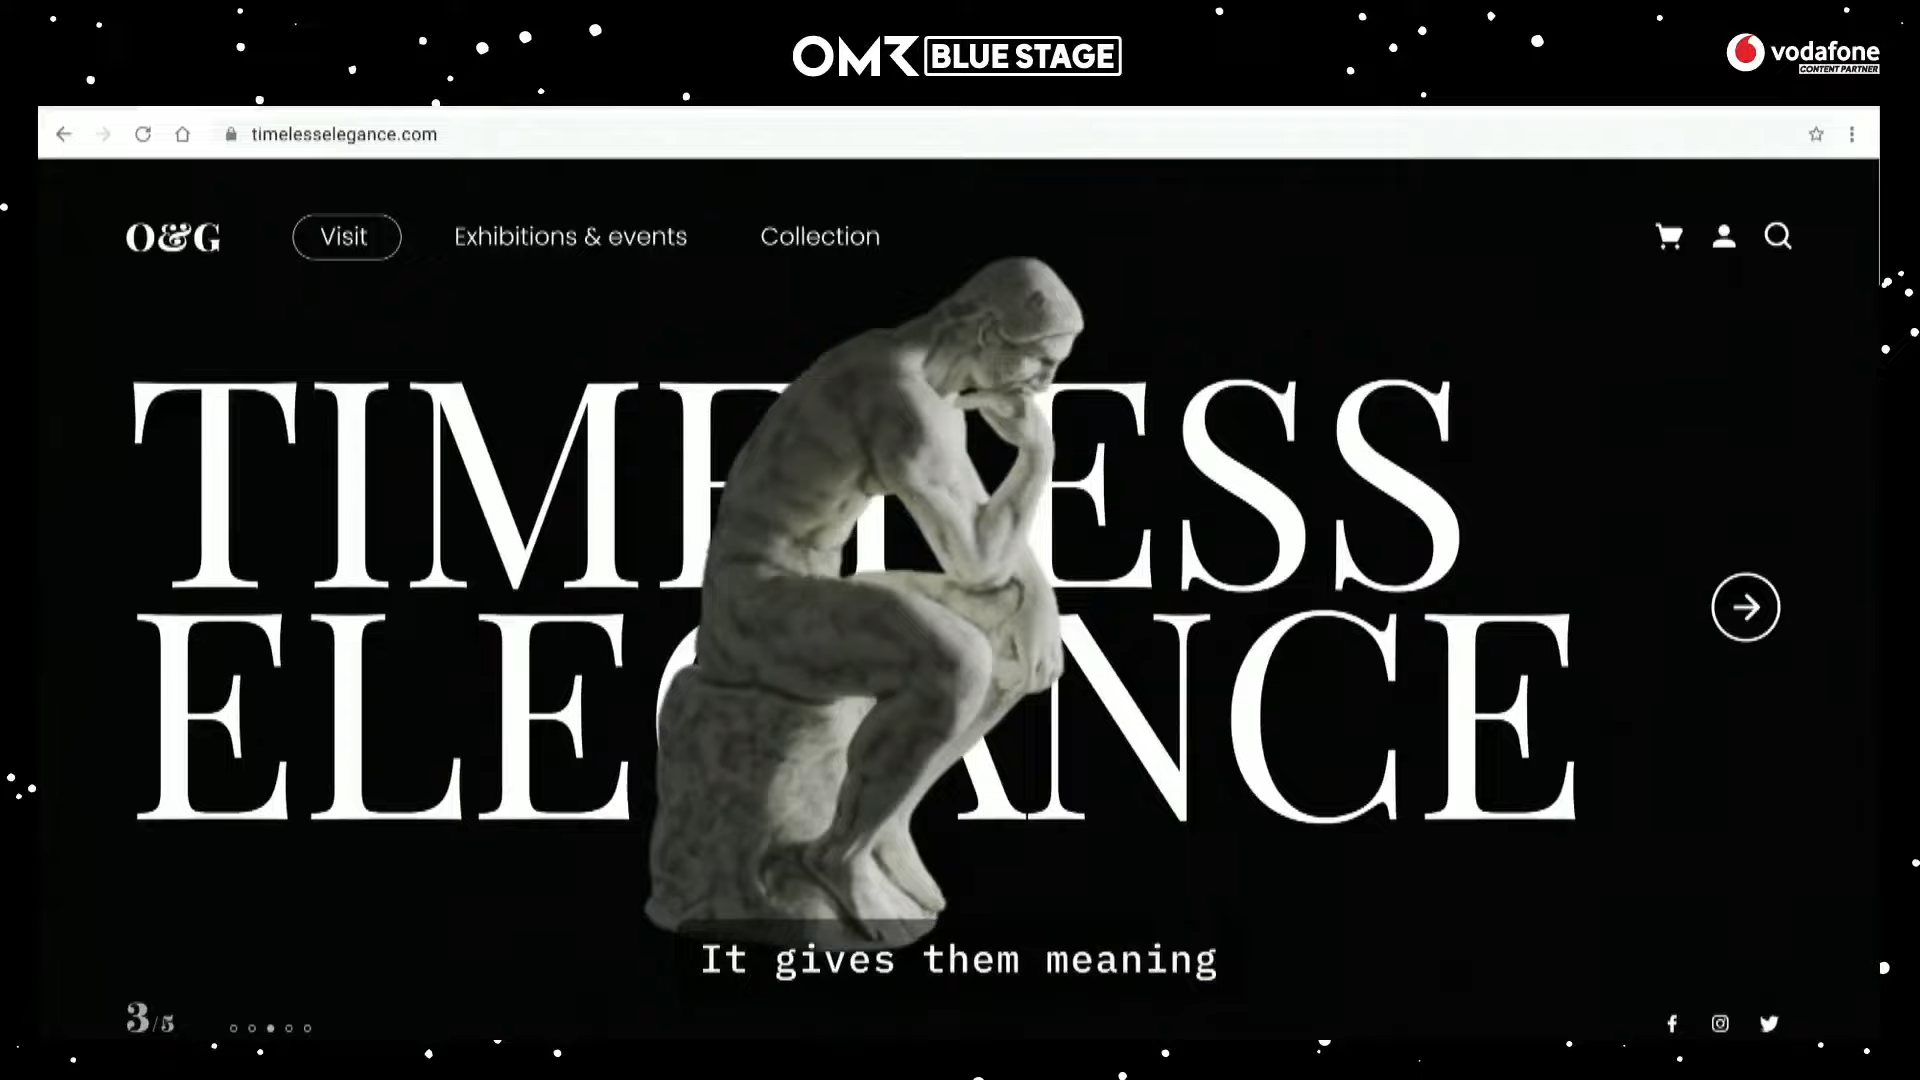 OMR BLUE STAGE
vodafone
CONTENT PARTNER
timelesselegance.com
O&G
Visit
Exhibitions & events
Collection
TIMELESS
ELEGANCE
It gives them meaning
3/5